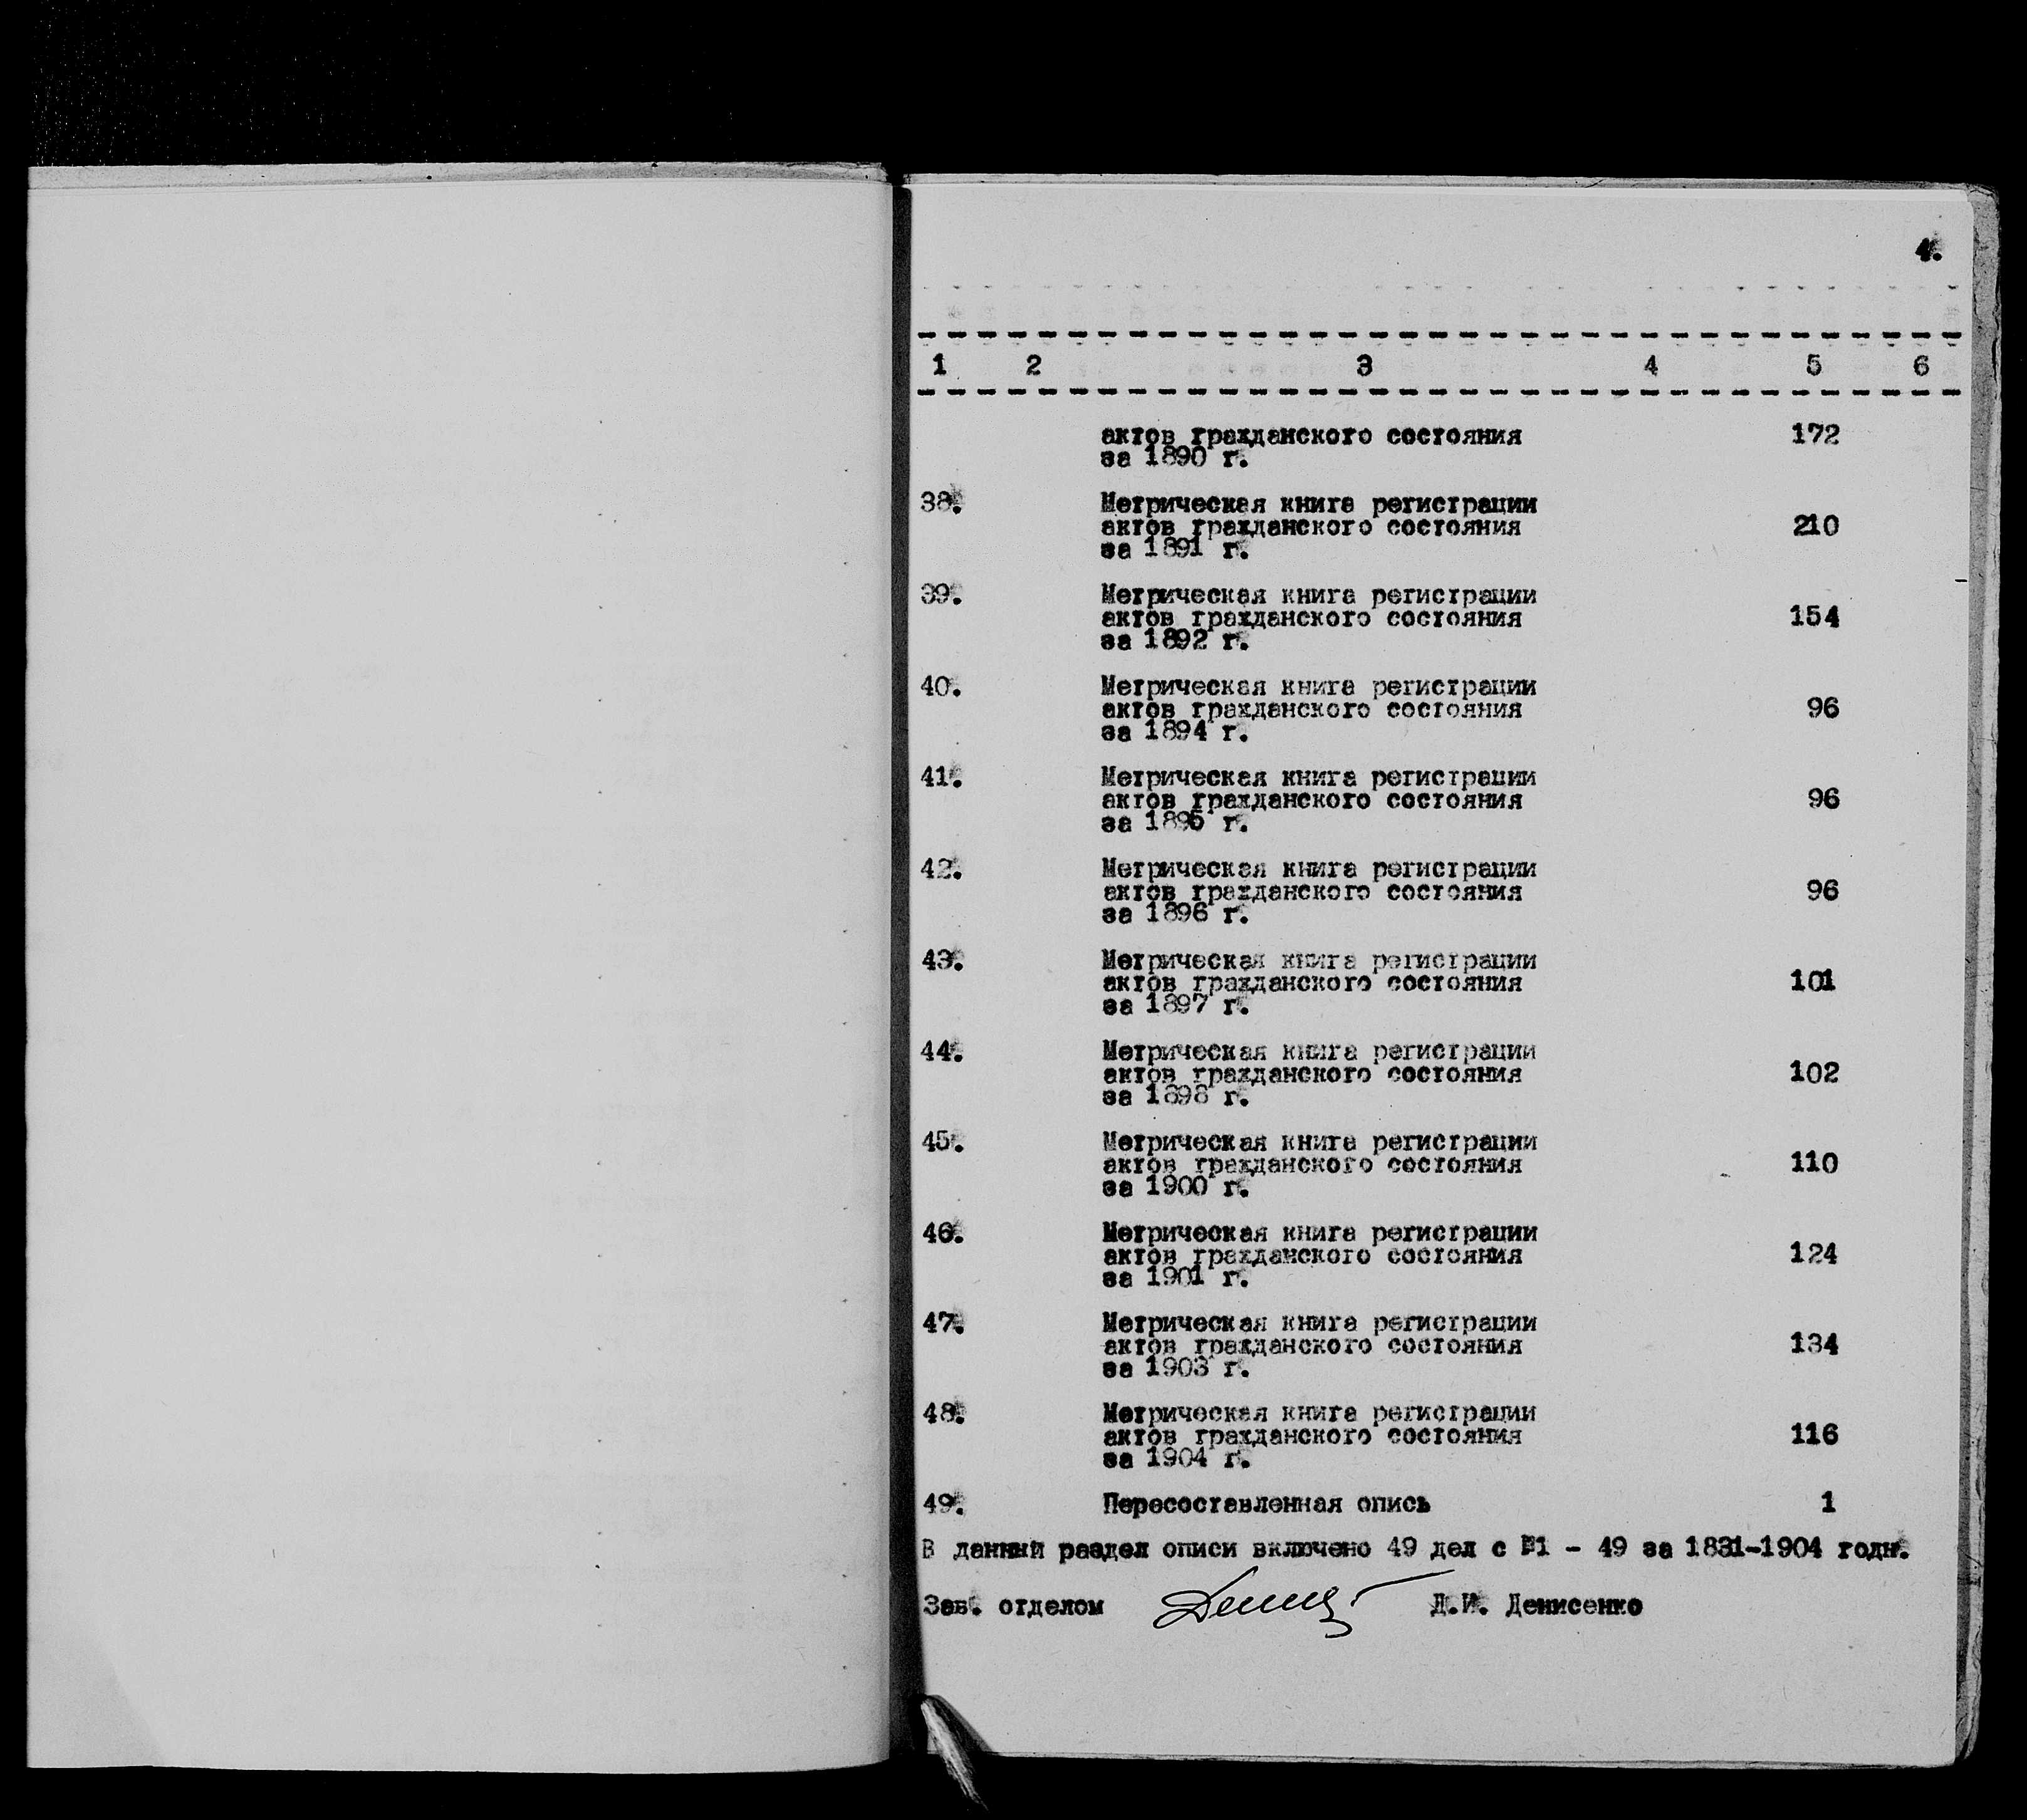 4.
1 2 3 4 5 6
актов гражданского состояния 172
за 1890 г.
38. Метрическая книга регистрации
актов гражданского состояния 210
за 1891 г.
39. Метрическая книга регистрации
актов гражданского состояния 154
за 1892 г.
40. Метрическая книга регистрации
актов гражданского состояния 96
за 1894 г.
41. Метрическая книга регистрации
актов гражданского состояния 96
за 1895 г.
42. Метрическая книга регистрации
актов гражданского состояния 96
за 1896 г.
43. Метрическая книга регистрации
актов гражданского состояния 101
за 1897 г.
44. Метрическая книга регистрации
актов гражданского состояния 102
за 1898 г.
45. Метрическая книга регистрации
актов гражданского состояния 110
за 1900 г.
46. Метрическая книга регистрации
актов гражданского состояния 124
за 1901 г.
47. Метрическая книга регистрации
актов гражданского состояния 134
за 1903 г.
48. Метрическая книга регистрации
актов гражданского состояния 116
за 1904 г.
49. Пересоставленная опись 1
В данный раздел описи включено 49 дел с №1 - 49 за 1831-1904 годы.
Зав. отделом Д.И. Денисенко